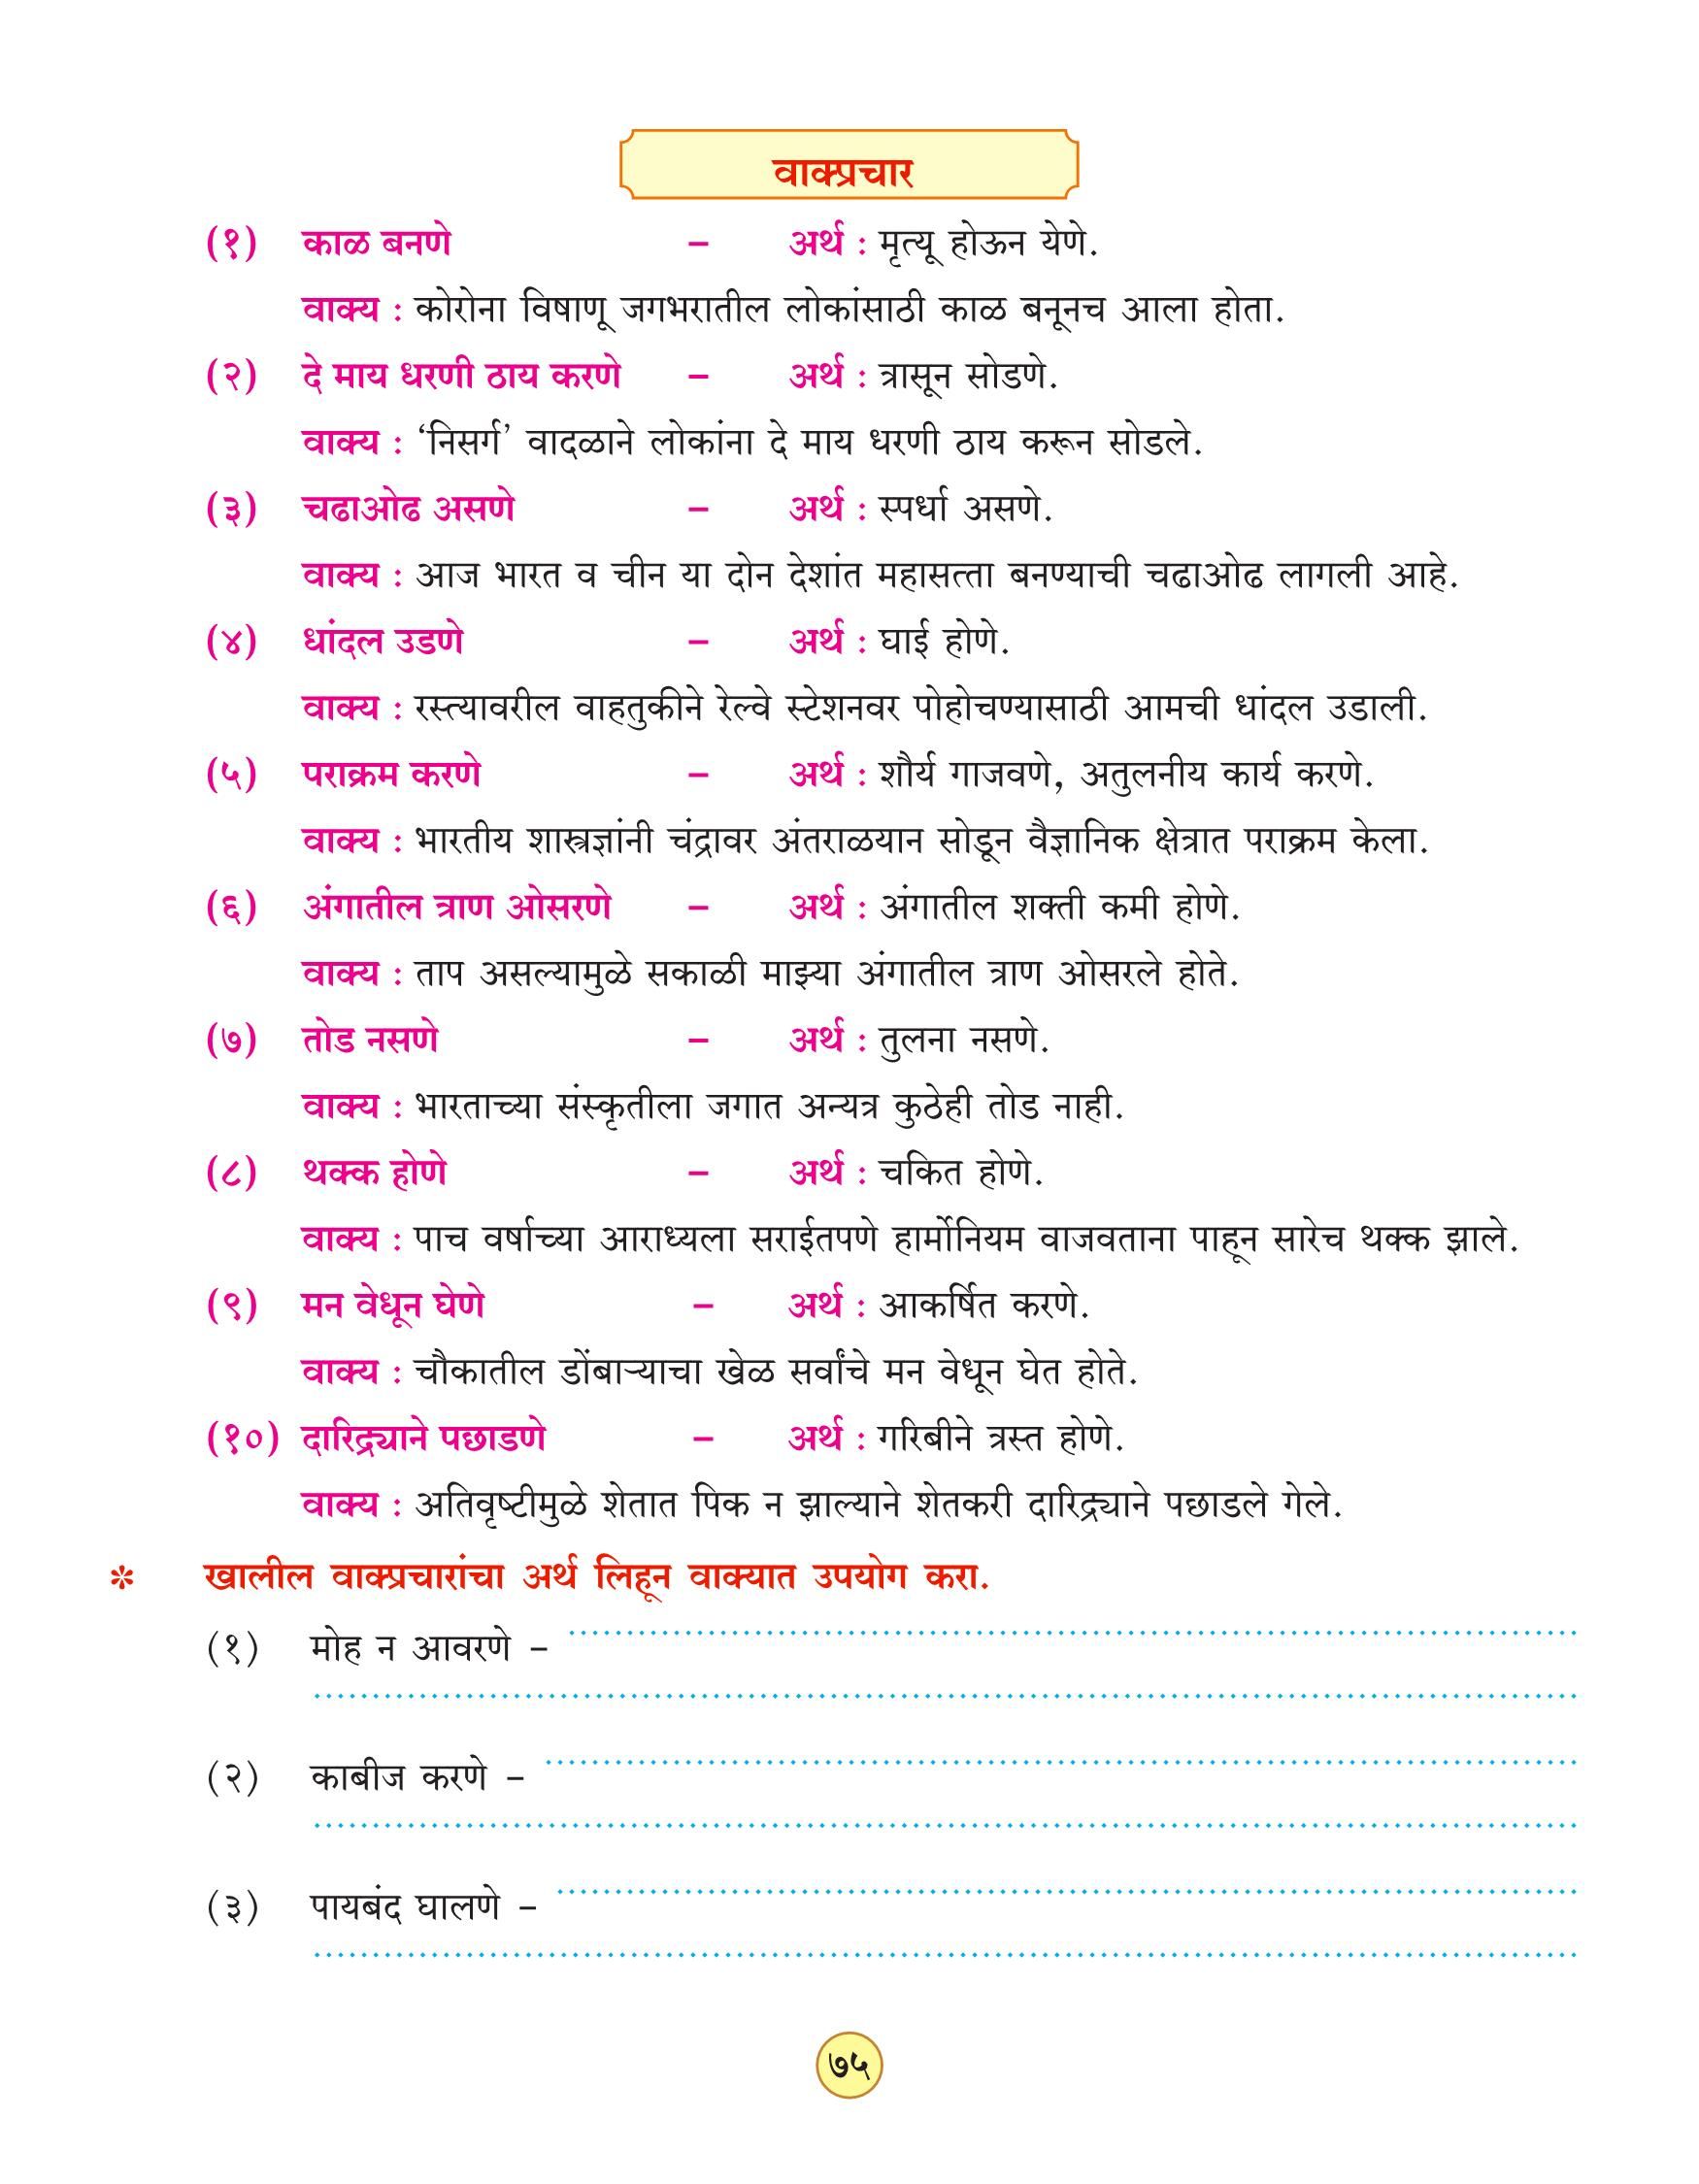 वाक्प्रचार
(१) काळ बनणे – अर्थ : मृत्यू होऊन येणे.
वाक्य : कोरोना विषाणू जगभरातील लोकांसाठी काळ बनूनच आला होता.
(२) दे माय धरणी ठाय करणे – अर्थ : त्रासून सोडणे.
वाक्य : ‘निसर्ग’ वादळाने लोकांना दे माय धरणी ठाय करून सोडले.
(३) चढाओढ असणे – अर्थ : स्पर्धा असणे.
वाक्य : आज भारत व चीन या दोन देशांत महासत्ता बनण्याची चढाओढ लागली आहे.
(४) धांदल उडणे – अर्थ : घाई होणे.
वाक्य : रस्त्यावरील वाहतुकीने रेल्वे स्टेशनवर पोहोचण्यासाठी आमची धांदल उडाली.
(५) पराक्रम करणे – अर्थ : शौर्य गाजवणे, अतुलनीय कार्य करणे.
वाक्य : भारतीय शास्त्रज्ञांनी चंद्रावर अंतराळयान सोडून वैज्ञानिक क्षेत्रात पराक्रम केला.
(६) अंगातील त्राण ओसरणे – अर्थ : अंगातील शक्ती कमी होणे.
वाक्य : ताप असल्यामुळे सकाळी माझ्या अंगातील त्राण ओसरले होते.
(७) तोड नसणे – अर्थ : तुलना नसणे.
वाक्य : भारताच्या संस्कृतीला जगात अन्यत्र कुठेही तोड नाही.
(८) थक्क होणे – अर्थ : चकित होणे.
वाक्य : पाच वर्षाच्या आराध्यला सराईतपणे हार्मोनियम वाजवताना पाहून सारेच थक्क झाले.
(९) मन वेधून घेणे – अर्थ : आकर्षित करणे.
वाक्य : चौकातील डोंबाऱ्याचा खेळ सर्वांचे मन वेधून घेत होते.
(१०) दारिद्र्याने पछाडणे – अर्थ : गरिबीने त्रस्त होणे.
वाक्य : अतिवृष्टीमुळे शेतात पिक न झाल्याने शेतकरी दारिद्र्याने पछाडले गेले.
* खालील वाक्प्रचारांचा अर्थ लिहून वाक्यात उपयोग करा.
(१) मोह न आवरणे –
(२) काबीज करणे –
(३) पायबंद घालणे –
७५